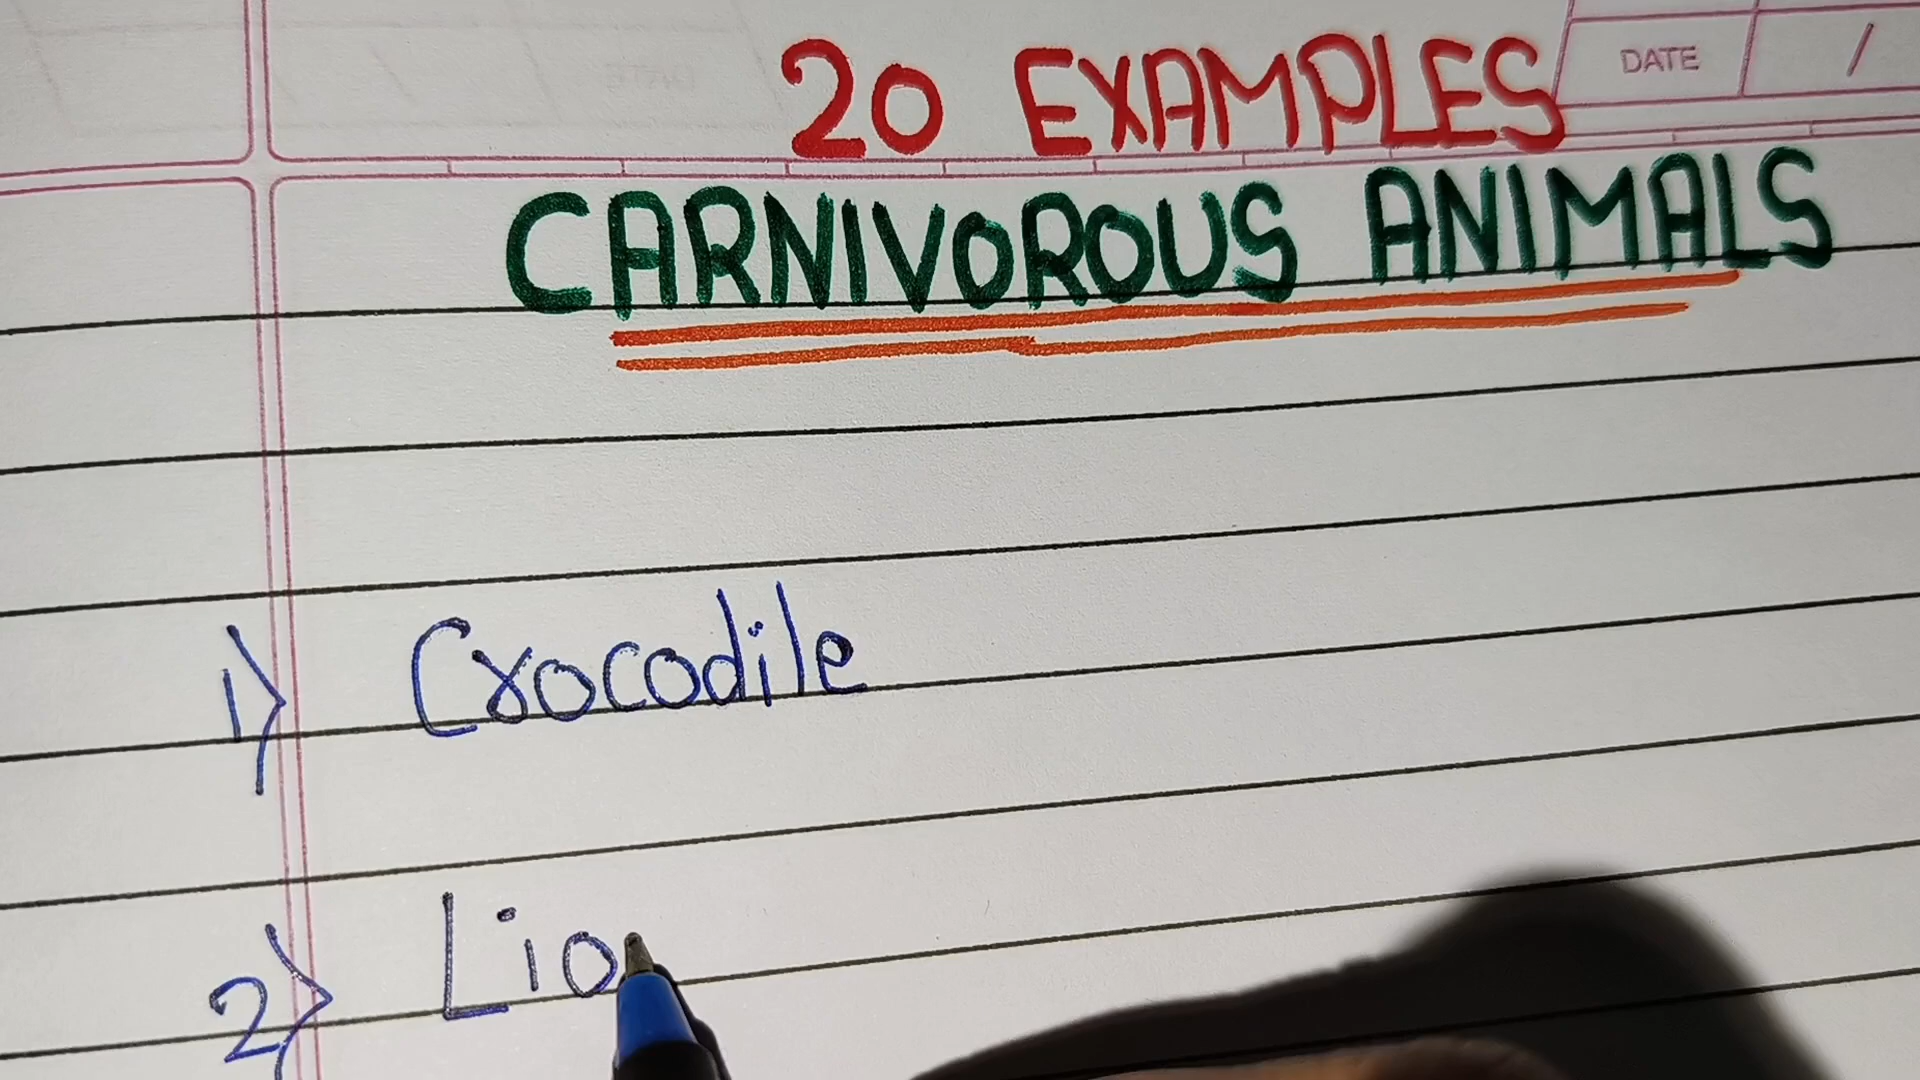 DATE /
20 EXAMPLES
CARNIVOROUS ANIMALS
1) Crocodile
2) Lio